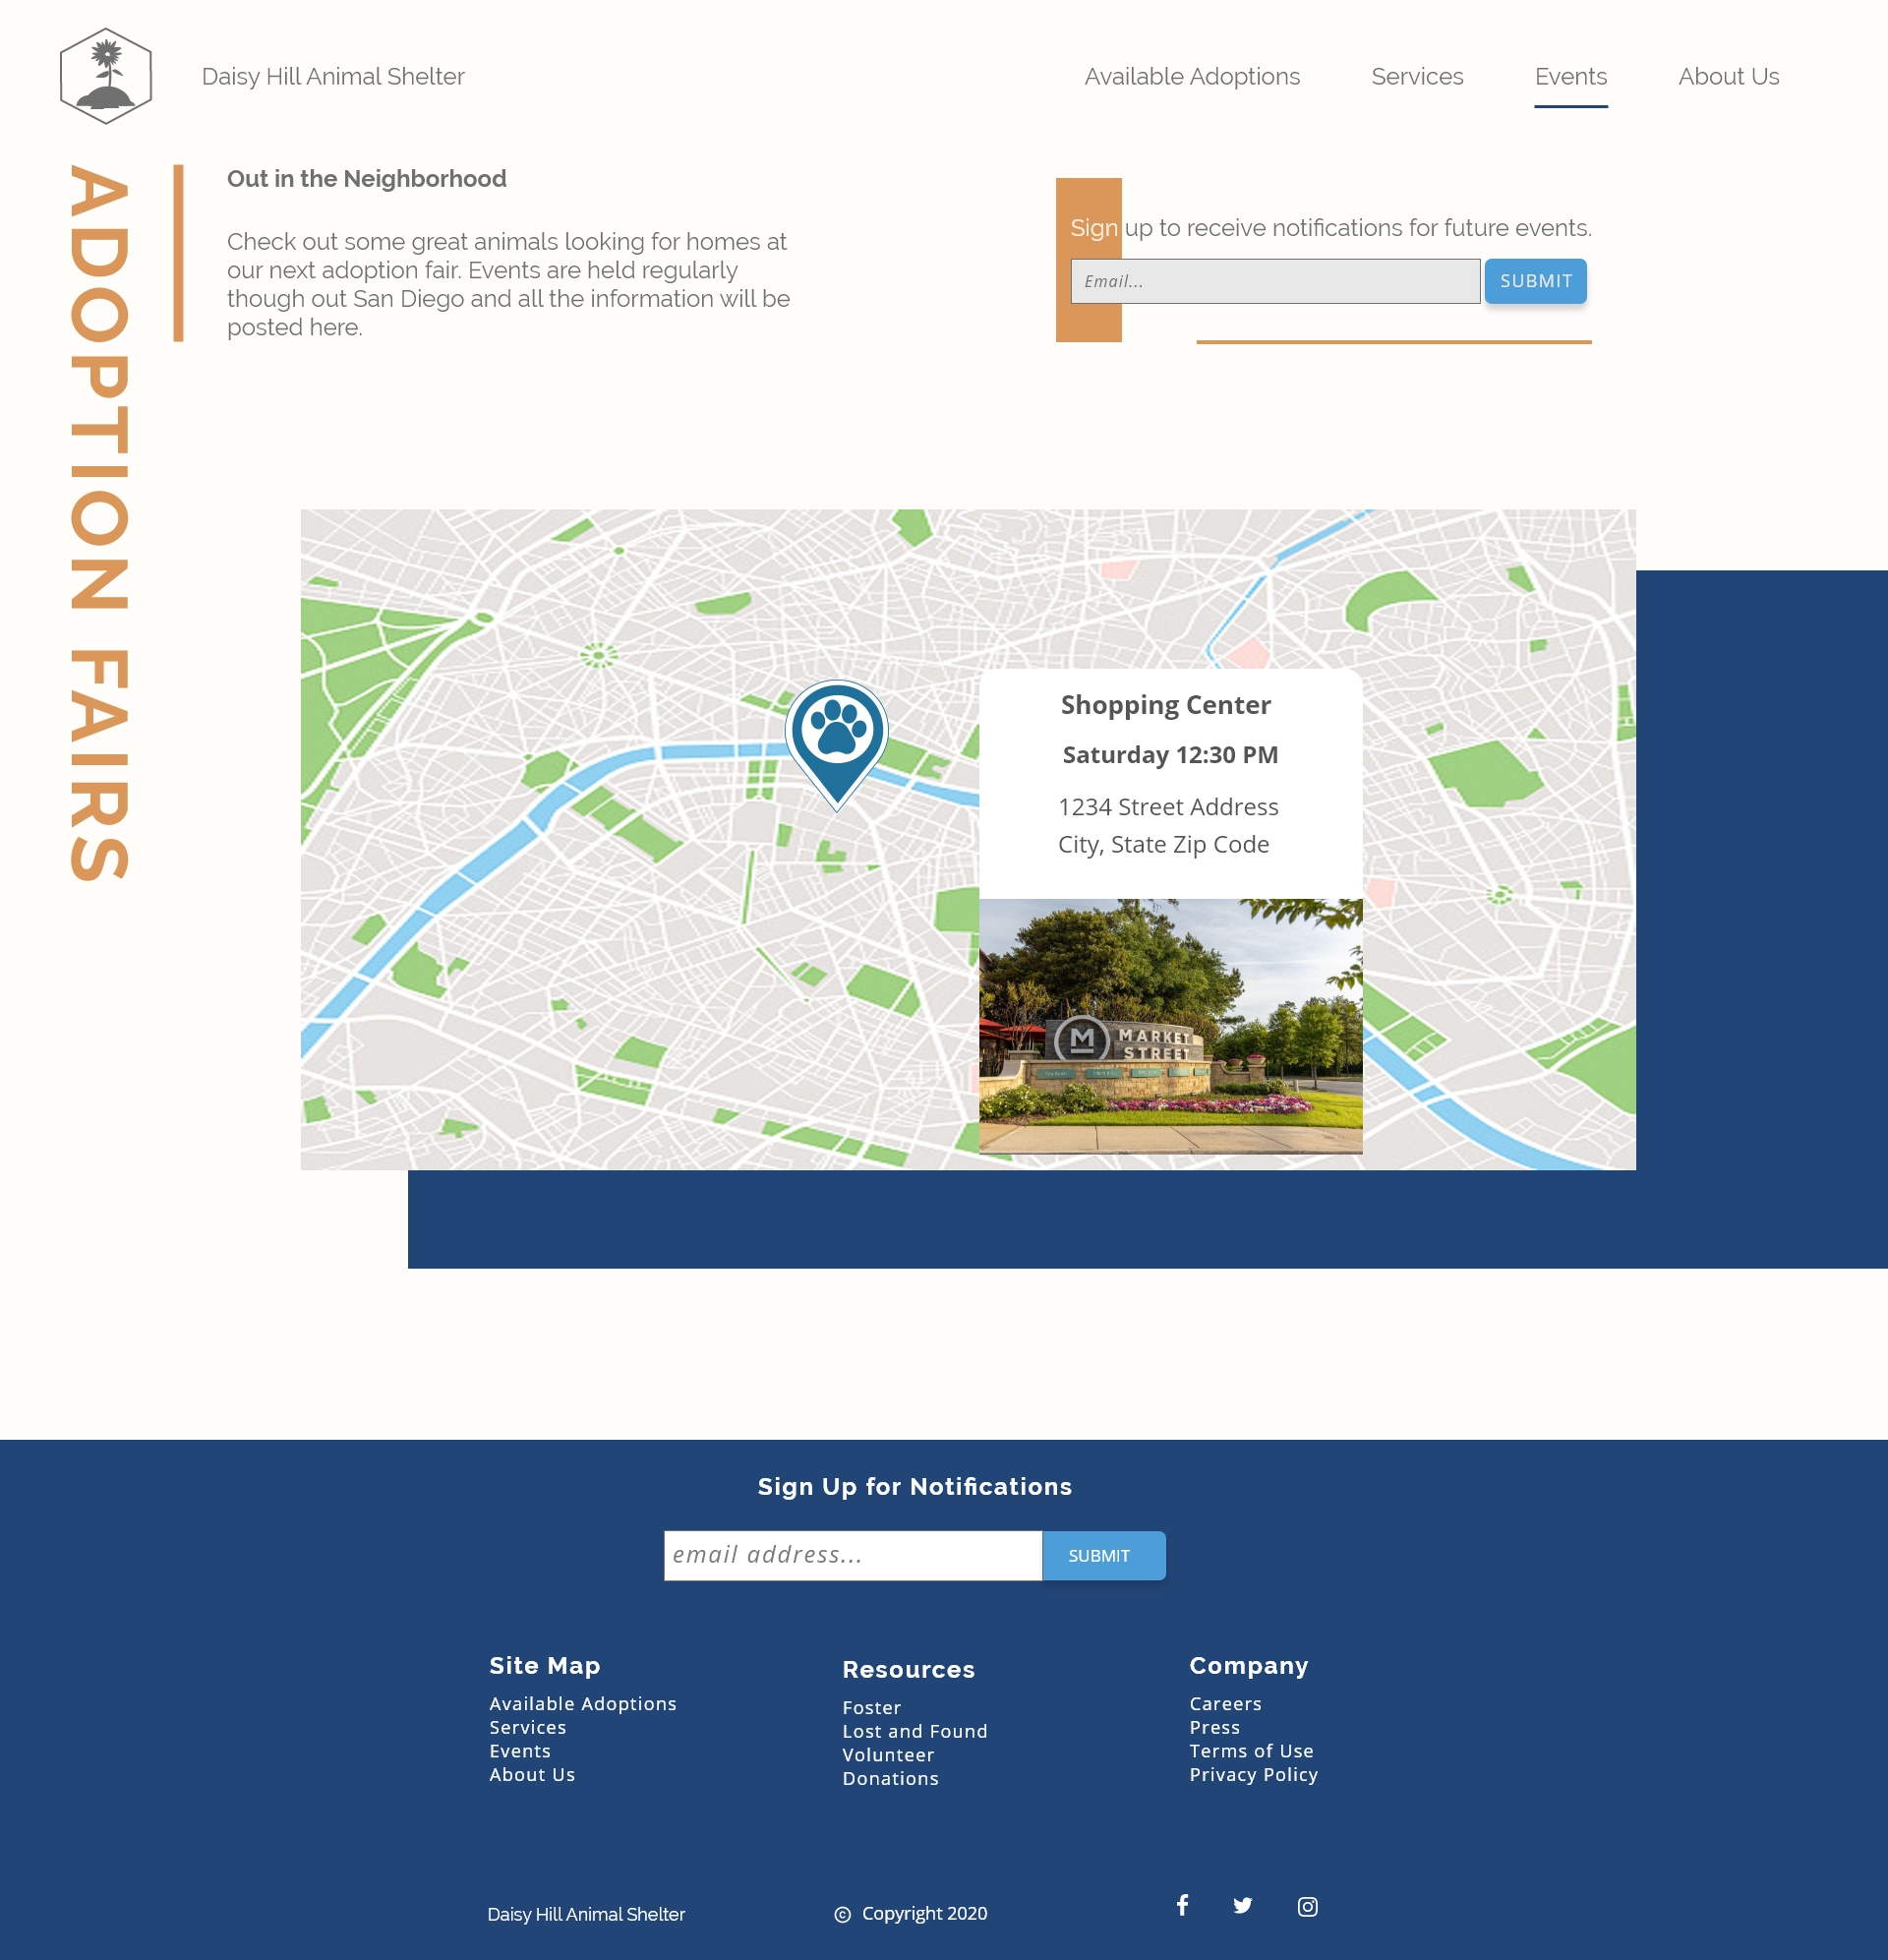 Daisy Hill Animal Shelter
Available Adoptions
Services
Events
About Us
ADOPTION FAIRS
Out in the Neighborhood
Check out some great animals looking for homes at
our next adoption fair. Events are held regularly
though out San Diego and all the information will be
posted here.
Sign up to receive notifications for future events.
Email...
SUBMIT
Shopping Center
Saturday 12:30 PM
1234 Street Address
City, State Zip Code
M
MARKET
STREET
Sign Up for Notifications
email address...
SUBMIT
Site Map
Available Adoptions
Services
Events
About Us
Resources
Foster
Lost and Found
Volunteer
Donations
Company
Careers
Press
Terms of Use
Privacy Policy
Daisy Hill Animal Shelter
© Copyright 2020